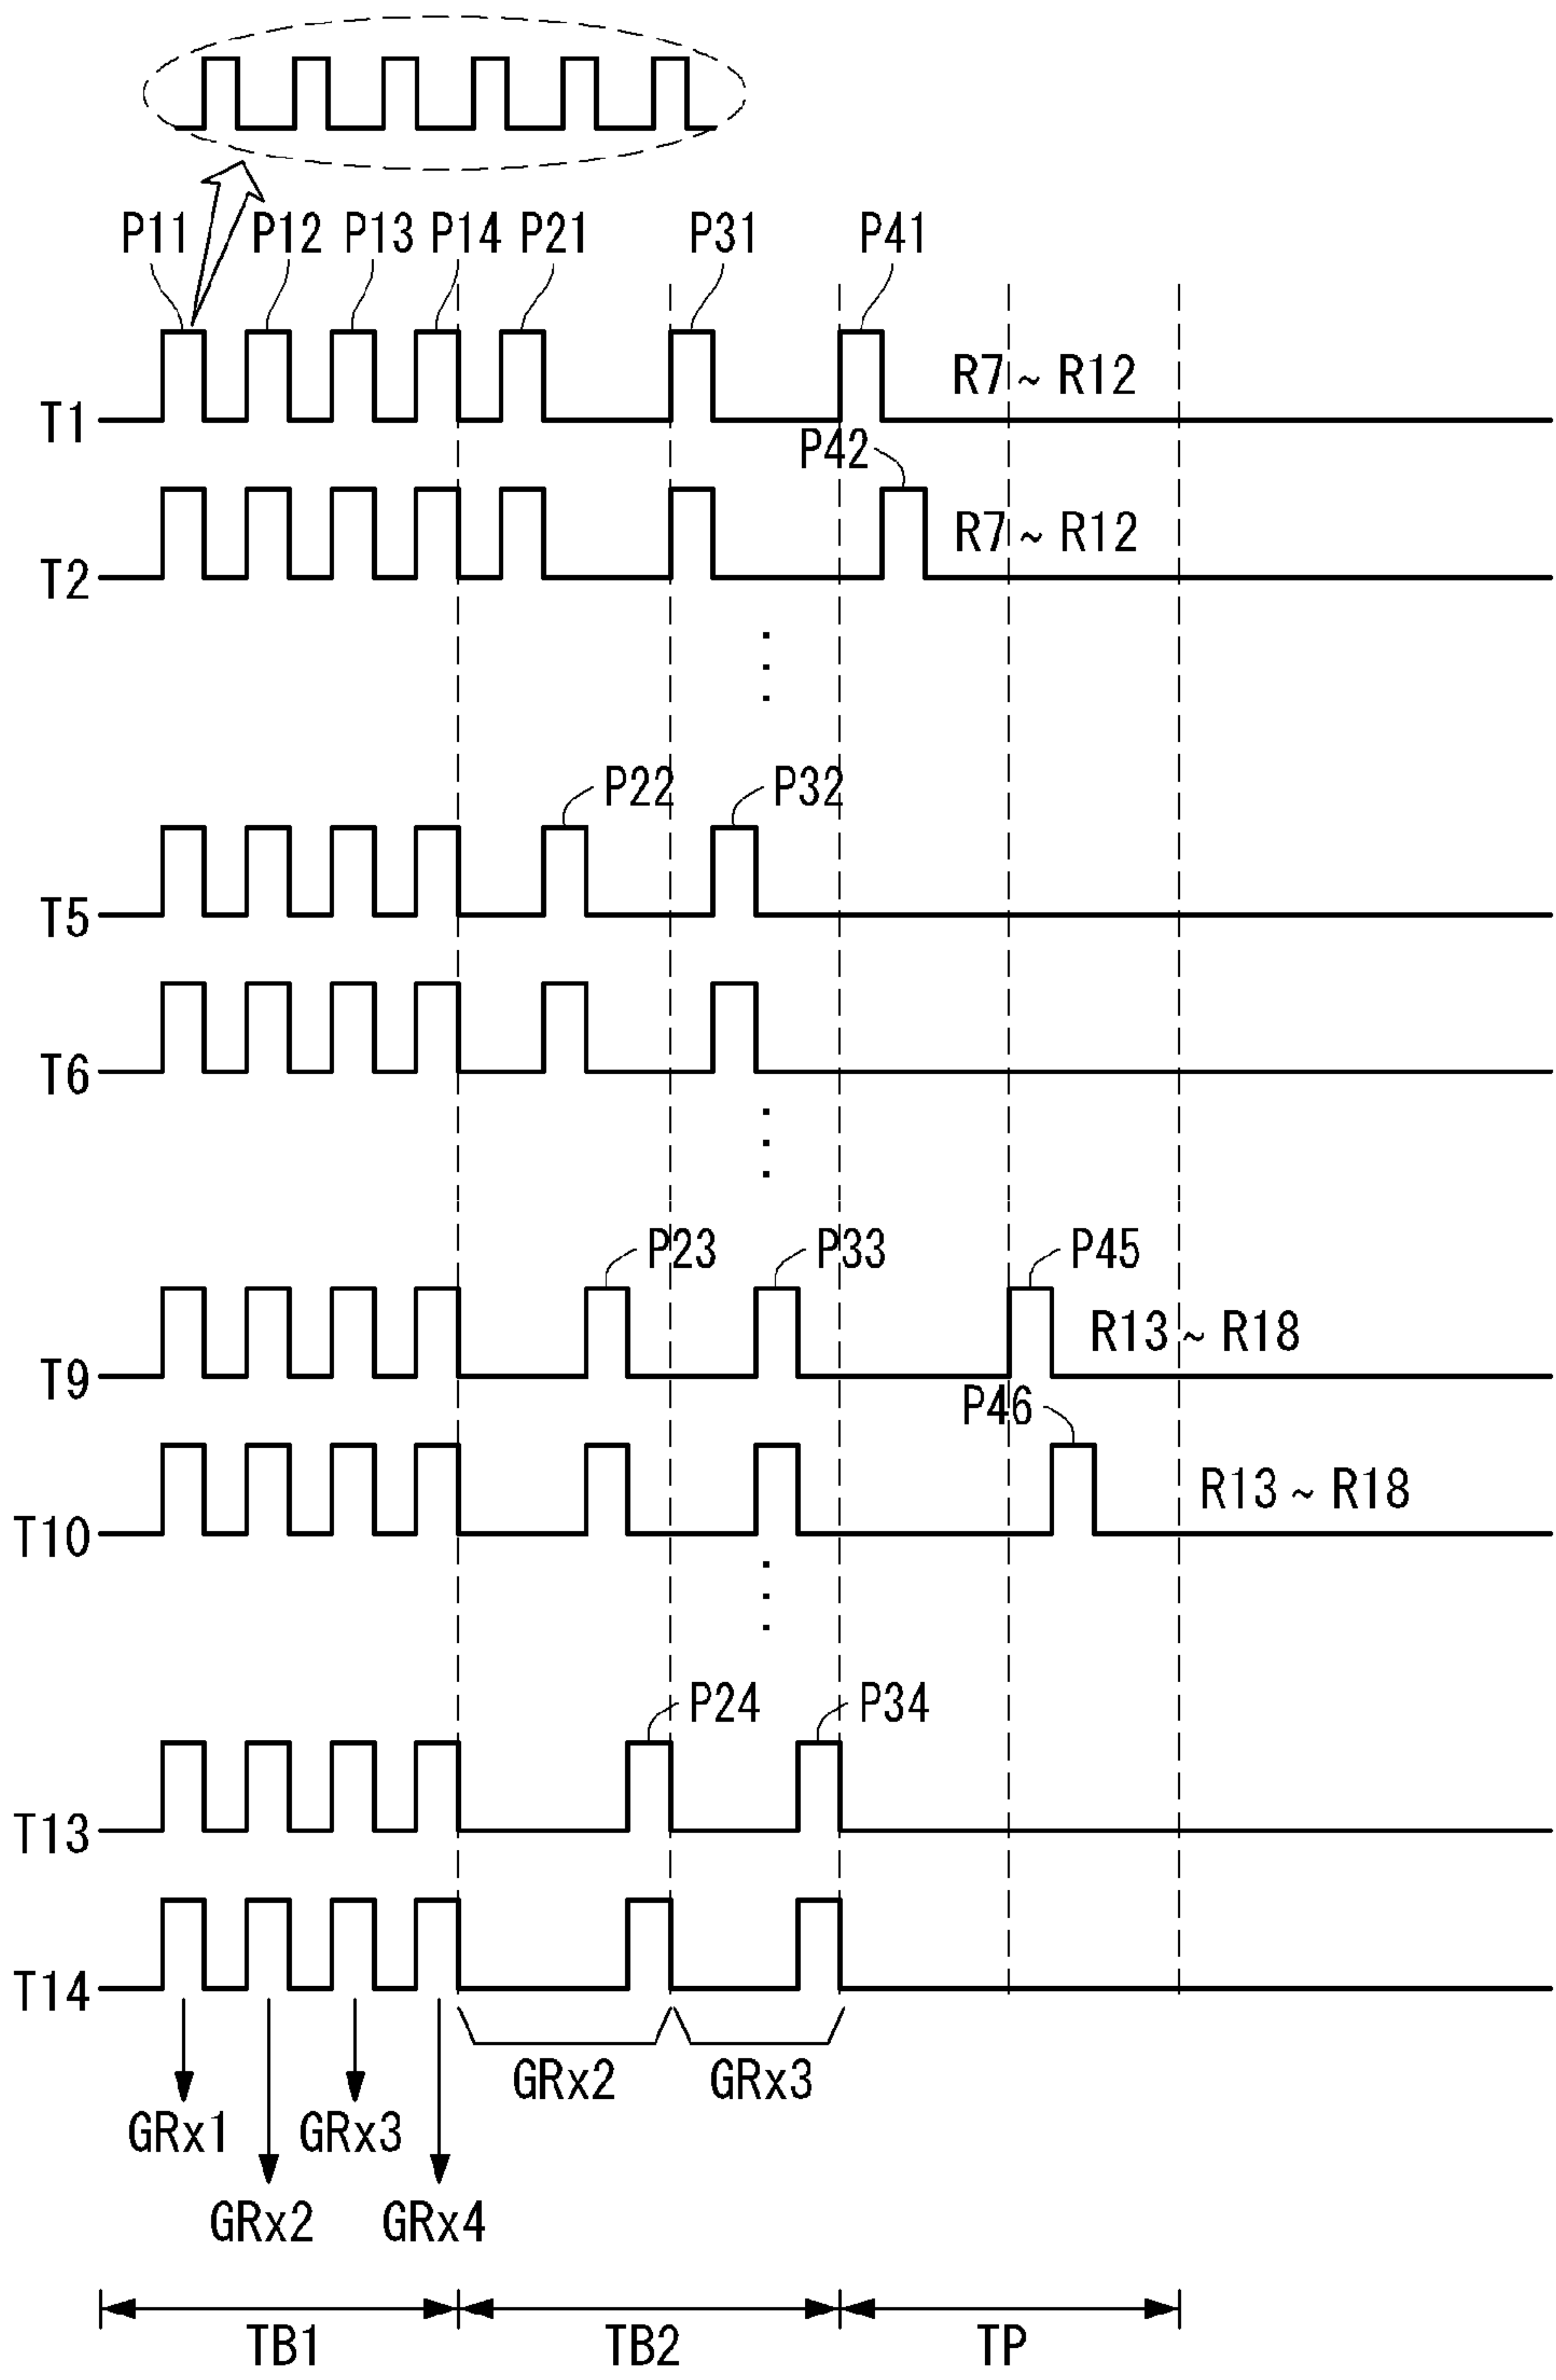 P11 P12 P13 P14 P21 P31 P41
R7 ~ R12
T1
P42
R7 ~ R12
T2
P22 P32
T5
T6
P23 P33 P45
R13 ~ R18
T9
P46
R13 ~ R18
T10
P24 P34
T13
T14
GRx2 GRx3
GRx1 GRx3
GRx2 GRx4
TB1 TB2 TP